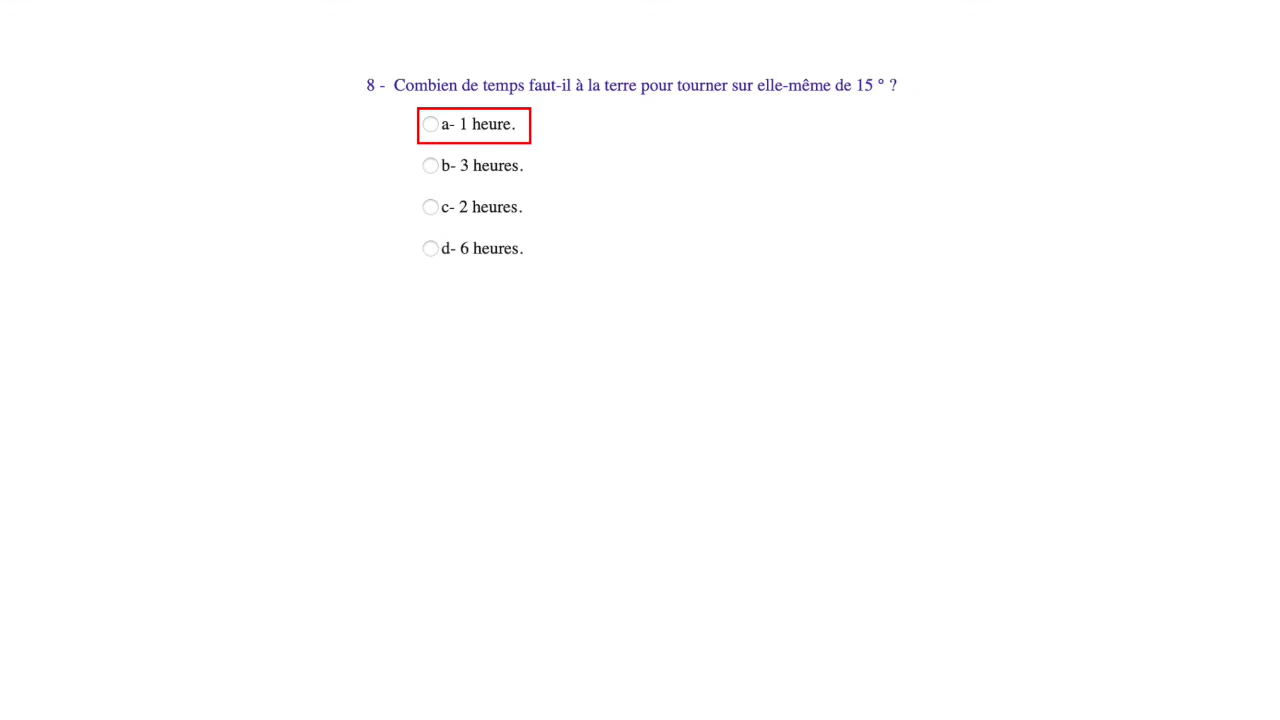 8 - Combien de temps faut-il à la terre pour tourner sur elle-même de 15 ° ?
a- 1 heure.
b- 3 heures.
c- 2 heures.
d- 6 heures.